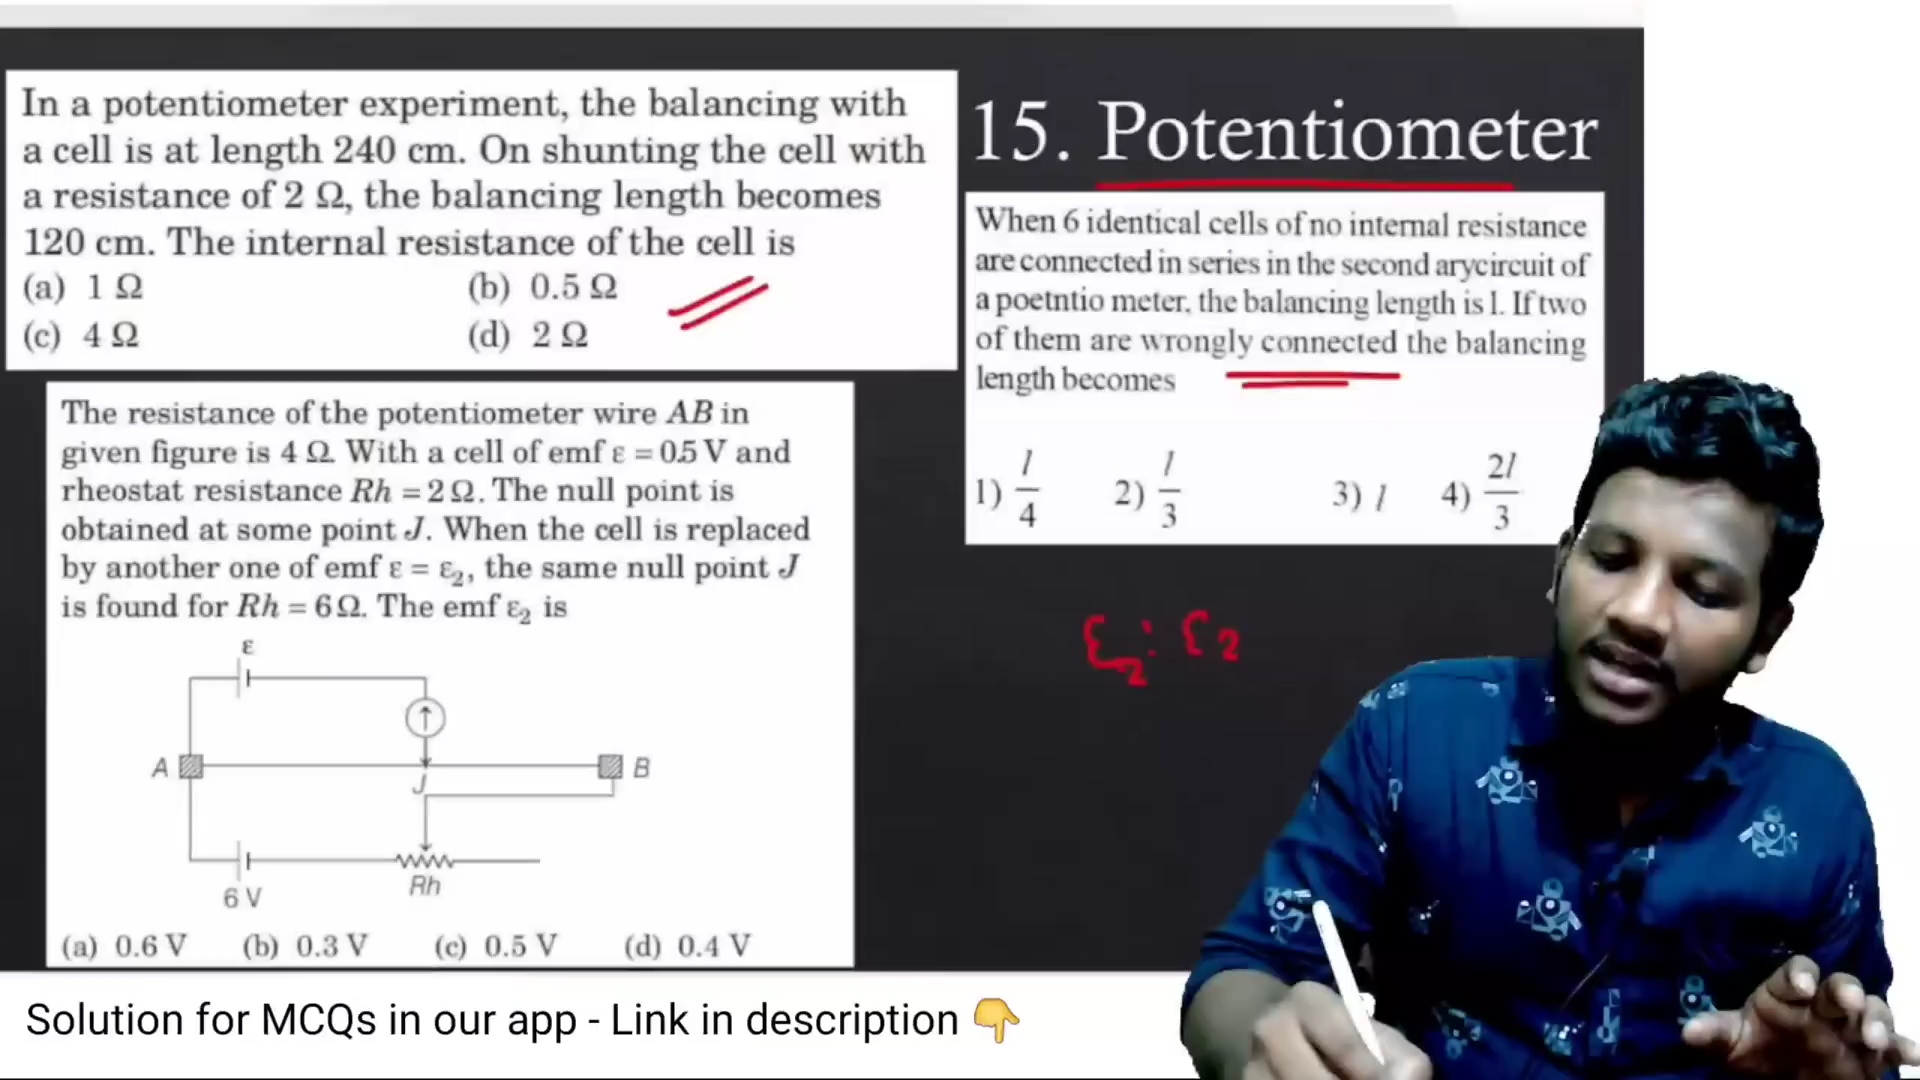 In a potentiometer experiment, the balancing with
a cell is at length 240 cm. On shunting the cell with
a resistance of 2 Ω, the balancing length becomes
120 cm. The internal resistance of the cell is
(a) 1 Ω (b) 0.5 Ω
(c) 4 Ω (d) 2 Ω
The resistance of the potentiometer wire AB in
given figure is 4 Ω. With a cell of emf ε = 0.5 V and
rheostat resistance Rh = 2 Ω. The null point is
obtained at some point J. When the cell is replaced
by another one of emf ε = ε₂, the same null point J
is found for Rh = 6 Ω. The emf ε₂ is
ε
A J B
6 V Rh
(a) 0.6 V (b) 0.3 V (c) 0.5 V (d) 0.4 V
15. Potentiometer
When 6 identical cells of no internal resistance
are connected in series in the second arycircuit of
a poetntio meter, the balancing length is l. If two
of them are wrongly connected the balancing
length becomes
1) l/4 2) l/3 3) l 4) 2l/3
ε₂ : ε₂
Solution for MCQs in our app - Link in description 👇